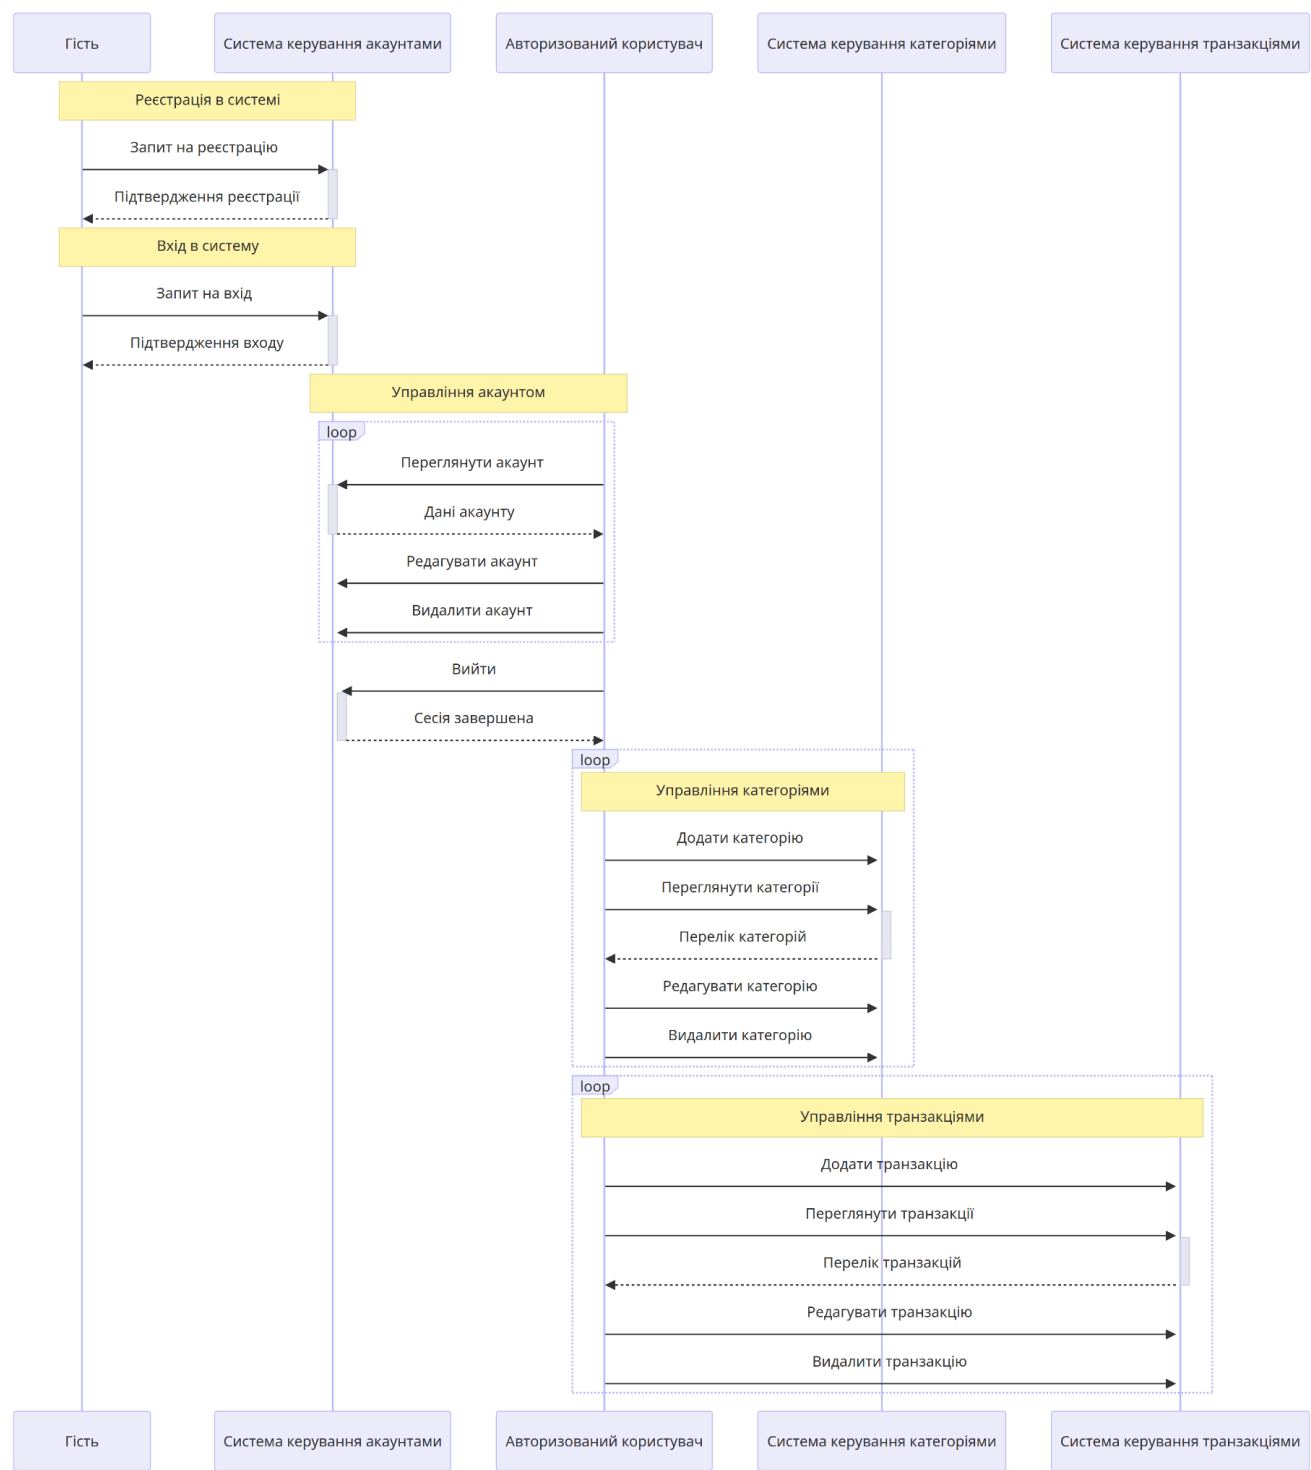 Гість
Система керування акаунтами
Авторизований користувач
Система керування категоріями
Система керування транзакціями
Реєстрація в системі
Запит на реєстрацію
Підтвердження реєстрації
Вхід в систему
Запит на вхід
Підтвердження входу
Управління акаунтом
loop
Переглянути акаунт
Дані акаунту
Редагувати акаунт
Видалити акаунт
Вийти
Сесія завершена
loop
Управління категоріями
Додати категорію
Переглянути категорії
Перелік категорій
Редагувати категорію
Видалити категорію
loop
Управління транзакціями
Додати транзакцію
Переглянути транзакції
Перелік транзакцій
Редагувати транзакцію
Видалити транзакцію
Гість
Система керування акаунтами
Авторизований користувач
Система керування категоріями
Система керування транзакціями